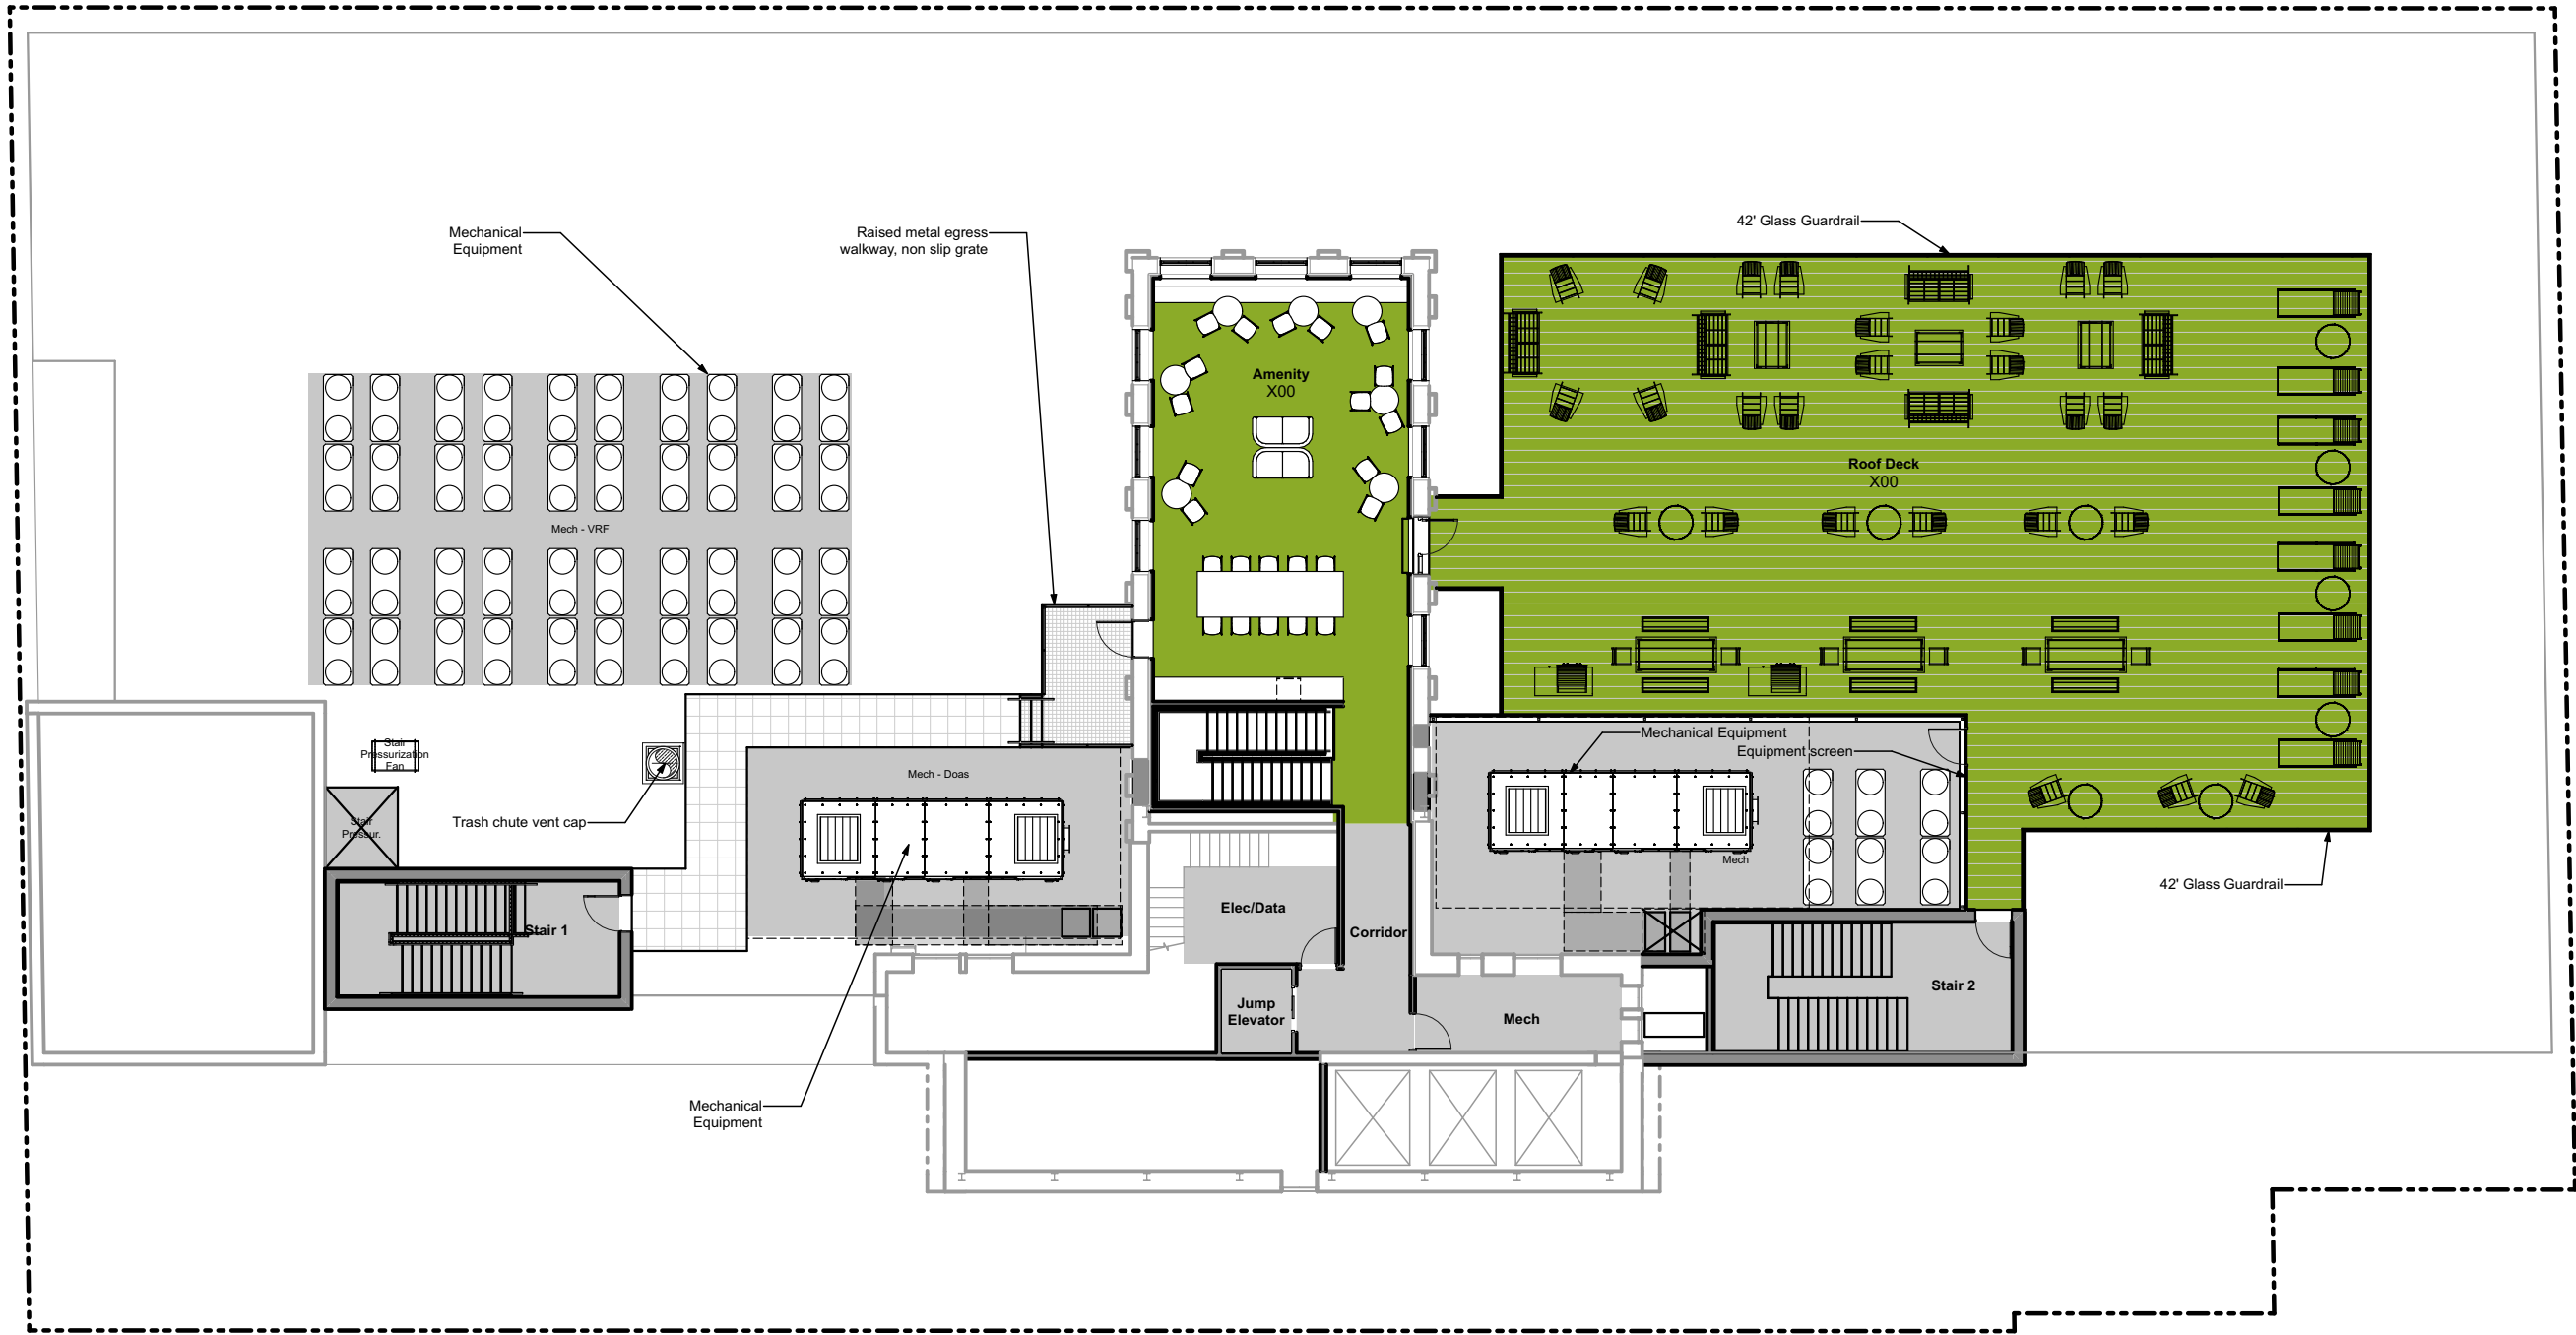 42' Glass Guardrail
Mechanical
Equipment
Raised metal egress
walkway, non slip grate
Amenity
X00
Roof Deck
X00
Mech - VRF
Mechanical Equipment
Equipment screen
Stair
Pressurization
Fan
Mech - Doas
Trash chute vent cap
Stair
Pressur.
Mech
42' Glass Guardrail
Elec/Data
Stair 1
Corridor
Stair 2
Jump
Elevator
Mech
Mechanical
Equipment